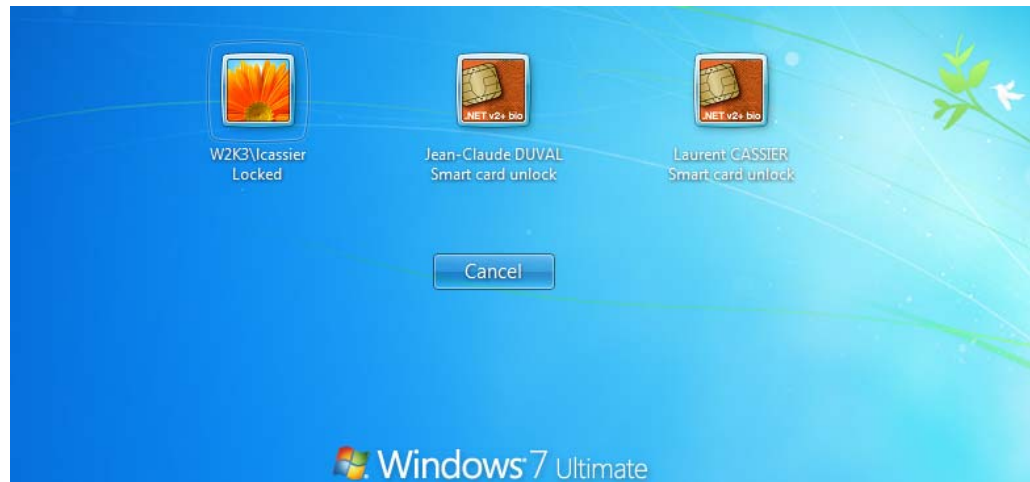 .NET v2+ bio
.NET v2+ bio
W2K3\lcassier
Locked
Jean-Claude DUVAL
Smart card unlock
Laurent CASSIER
Smart card unlock
Cancel
Windows 7 Ultimate